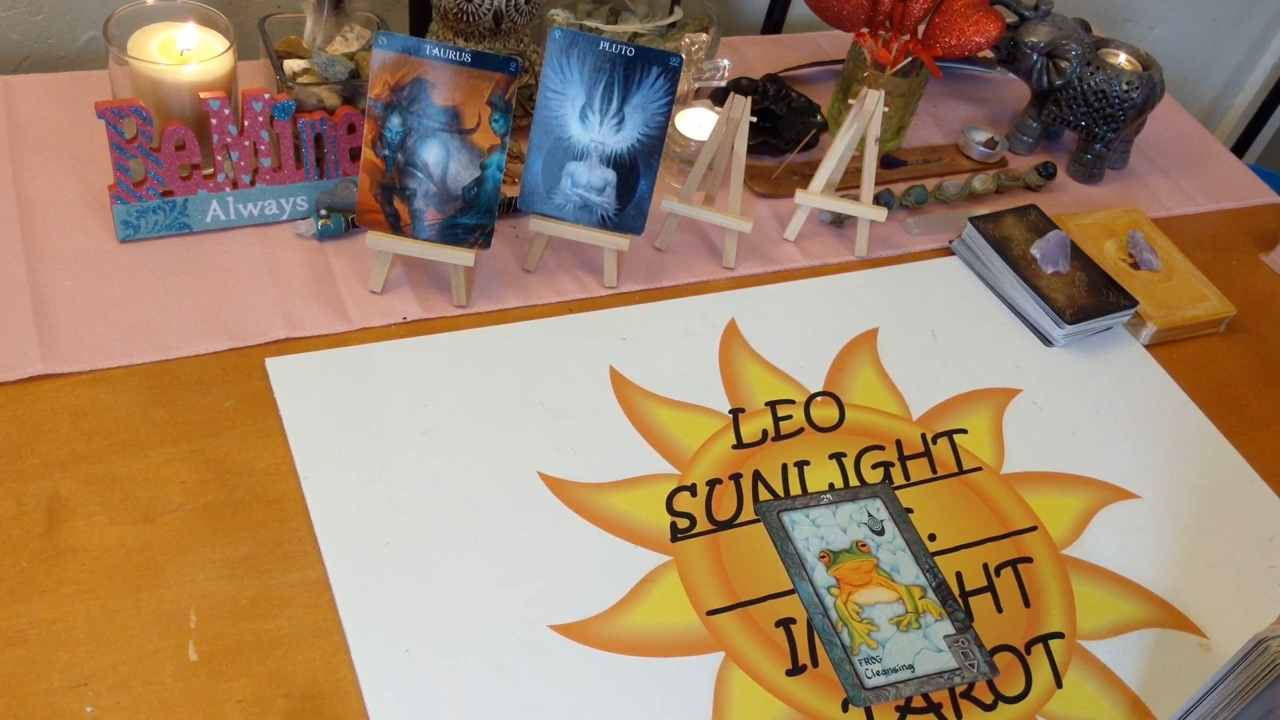 TAURUS
2
PLUTO
22
Be Mine
Always
LEO
SUNLIGHT
29
FROG
Cleansing
TAROT